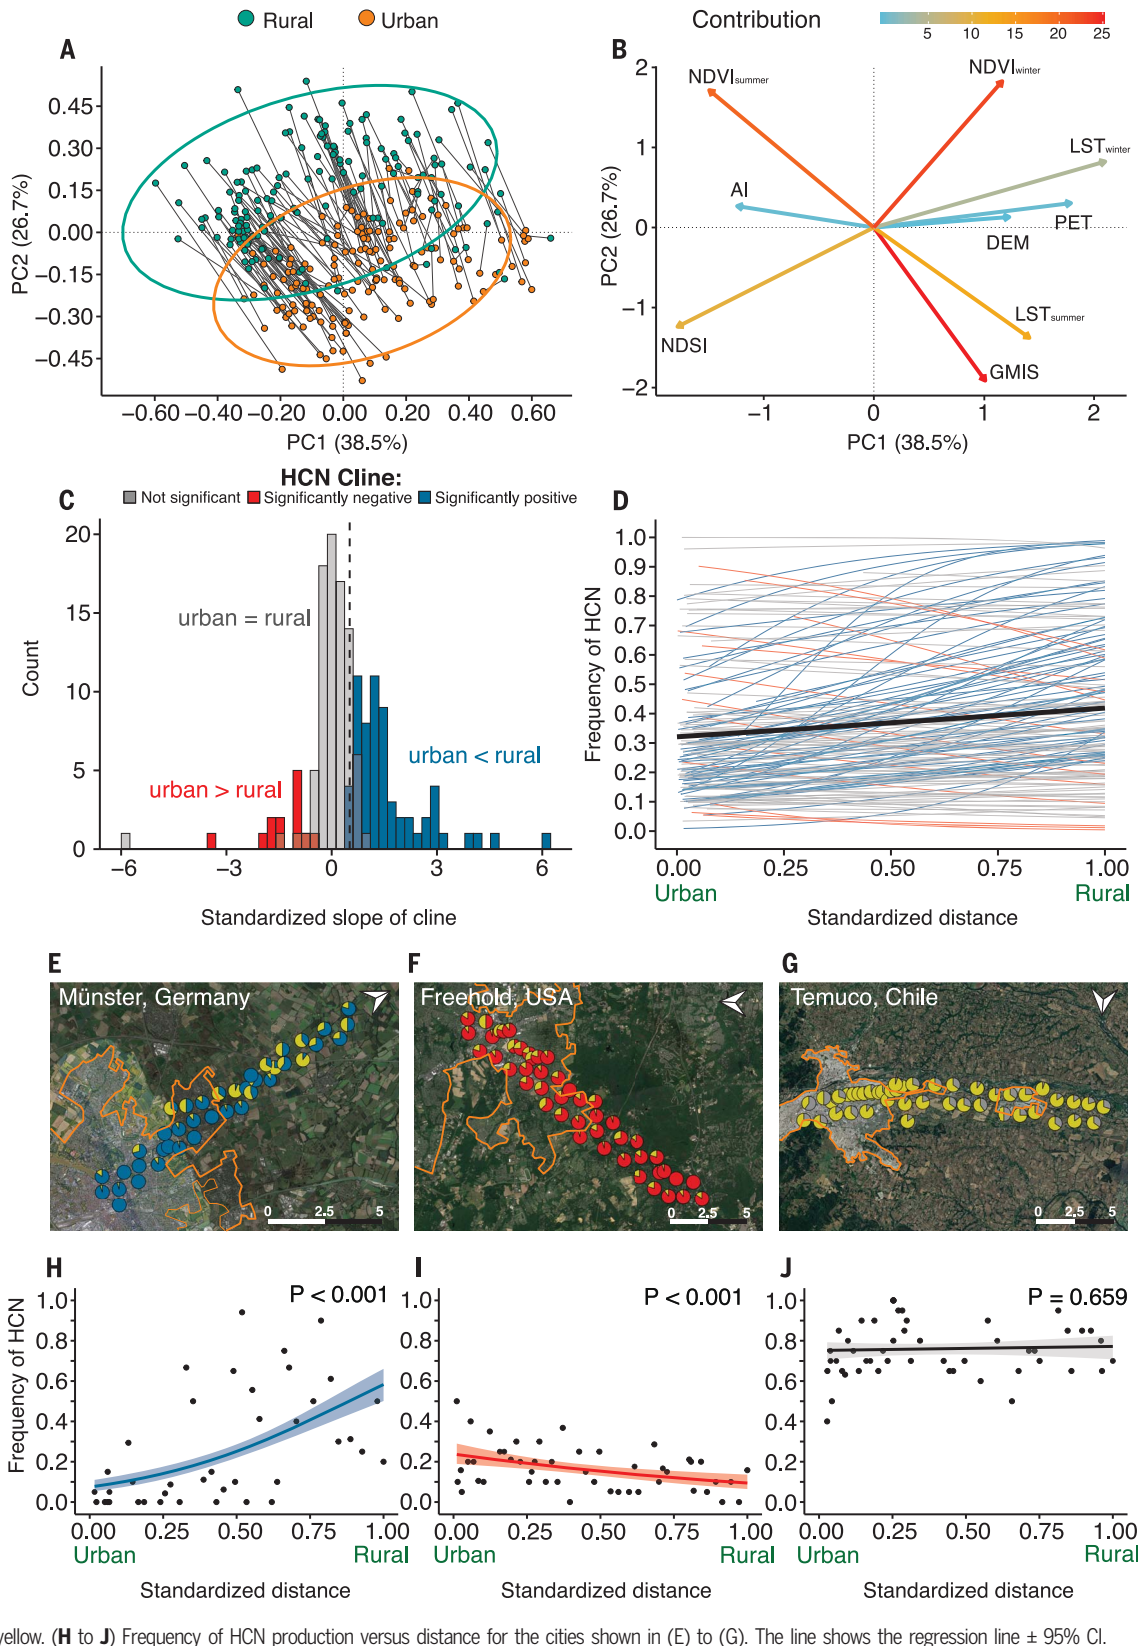 Rural Urban
Contribution
5 10 15 20 25
A
PC2 (26.7%)
0.45
0.30
0.15
0.00
−0.15
−0.30
−0.45
−0.60 −0.40 −0.20 0.00 0.20 0.40 0.60
PC1 (38.5%)
B
PC2 (26.7%)
2
1
0
−1
−2
NDVIsummer
NDVIwinter
LSTwinter
AI
PET
DEM
LSTsummer
NDSI
GMIS
−1 0 1 2
PC1 (38.5%)
HCN Cline:
Not significant Significantly negative Significantly positive
C
Count
20
15
10
5
0
urban = rural
urban < rural
urban > rural
−6 −3 0 3 6
Standardized slope of cline
D
Frequency of HCN
1.0
0.9
0.8
0.7
0.6
0.5
0.4
0.3
0.2
0.1
0.0
0.00 0.25 0.50 0.75 1.00
Urban Rural
Standardized distance
E
Münster, Germany
0 2.5 5
F
Freehold, USA
0 2.5 5
G
Temuco, Chile
0 2.5 5
H
P < 0.001
Frequency of HCN
1.0
0.8
0.6
0.4
0.2
0.0
0.00 0.25 0.50 0.75 1.00
Urban Rural
Standardized distance
I
P < 0.001
1.0
0.8
0.6
0.4
0.2
0.0
0.00 0.25 0.50 0.75 1.00
Urban Rural
Standardized distance
J
P = 0.659
1.0
0.8
0.6
0.4
0.2
0.0
0.00 0.25 0.50 0.75 1.00
Urban Rural
Standardized distance
yellow. (H to J) Frequency of HCN production versus distance for the cities shown in (E) to (G). The line shows the regression line ± 95% CI.